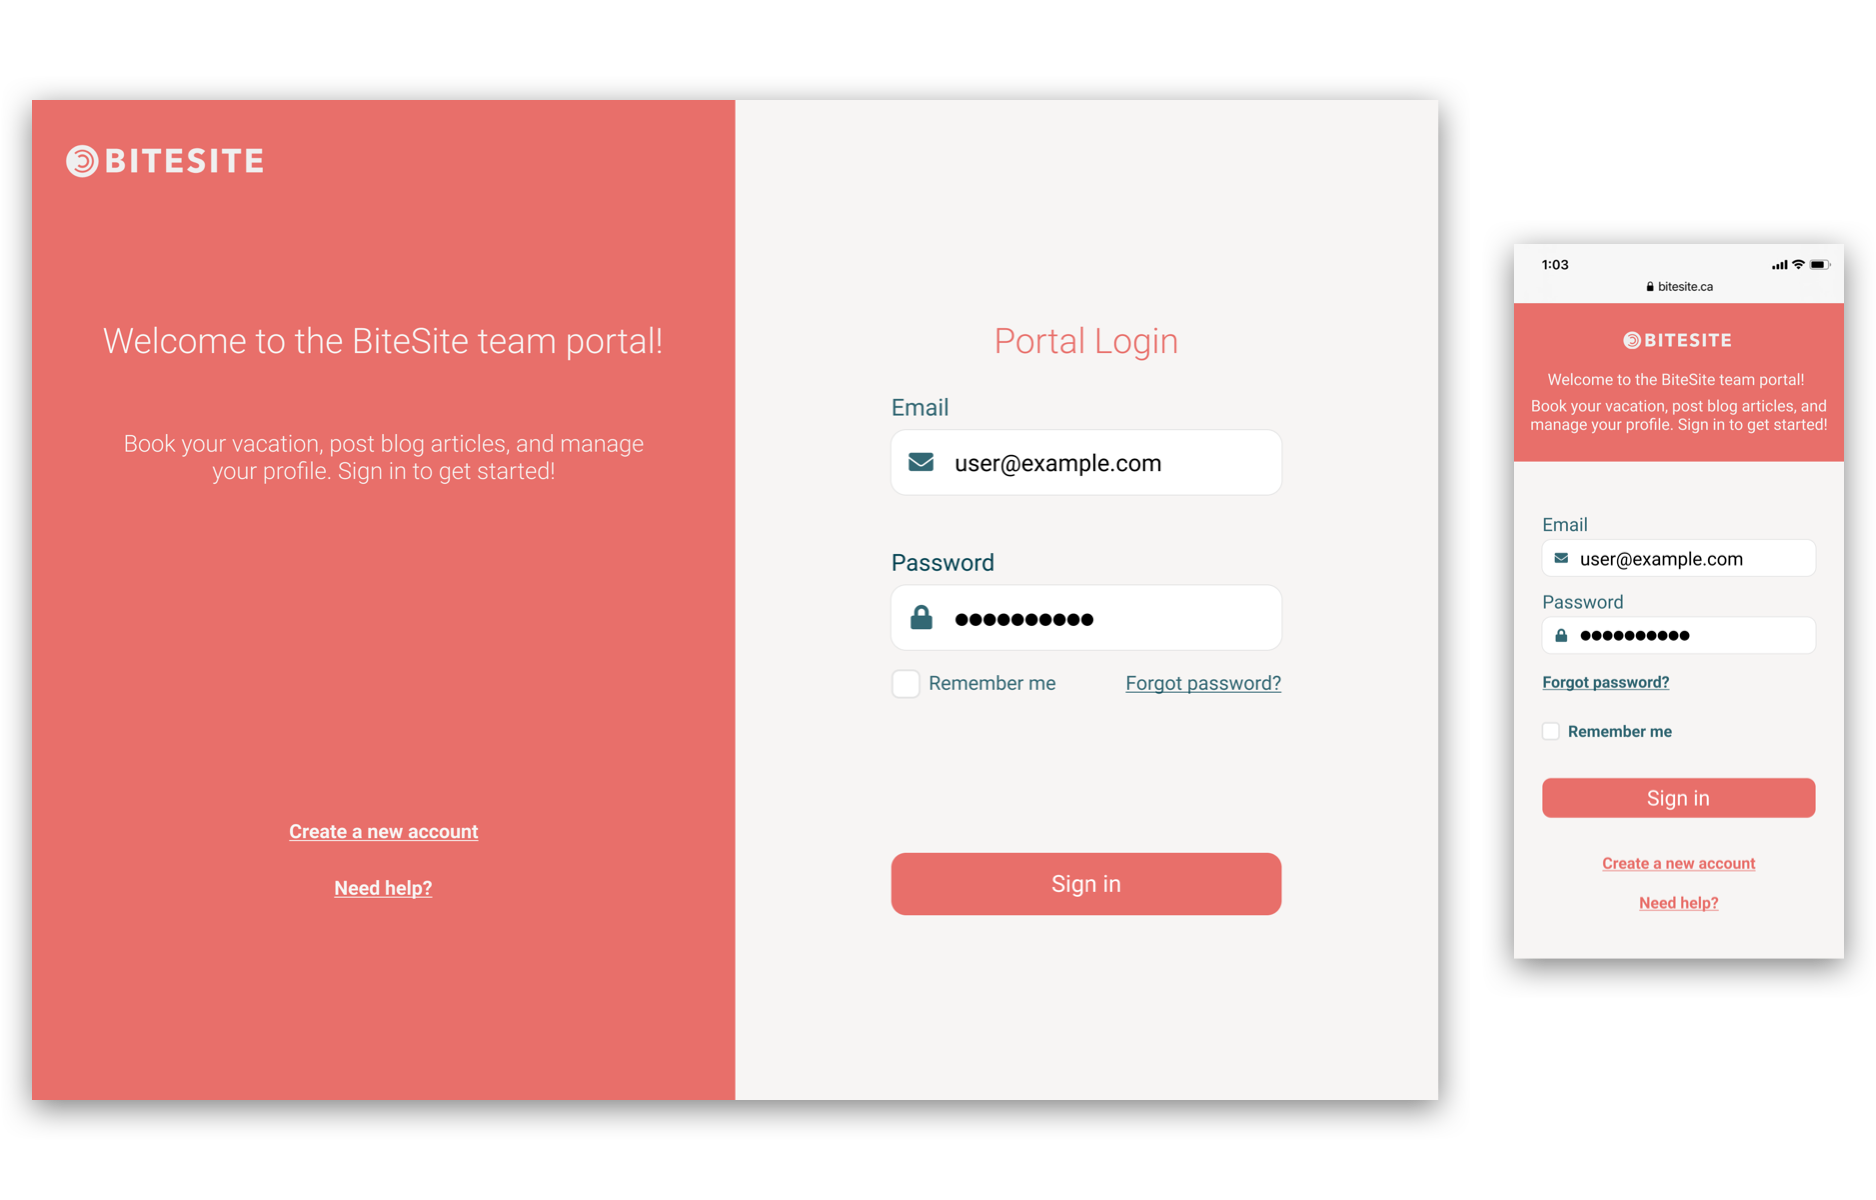 BITESITE
Welcome to the BiteSite team portal!
Book your vacation, post blog articles, and manage
your profile. Sign in to get started!
Create a new account
Need help?
Portal Login
Email
user@example.com
Password
●●●●●●●●●●
Remember me
Forgot password?
Sign in
1:03
bitesite.ca
BITESITE
Welcome to the BiteSite team portal!
Book your vacation, post blog articles, and
manage your profile. Sign in to get started!
Email
user@example.com
Password
●●●●●●●●●●
Forgot password?
Remember me
Sign in
Create a new account
Need help?